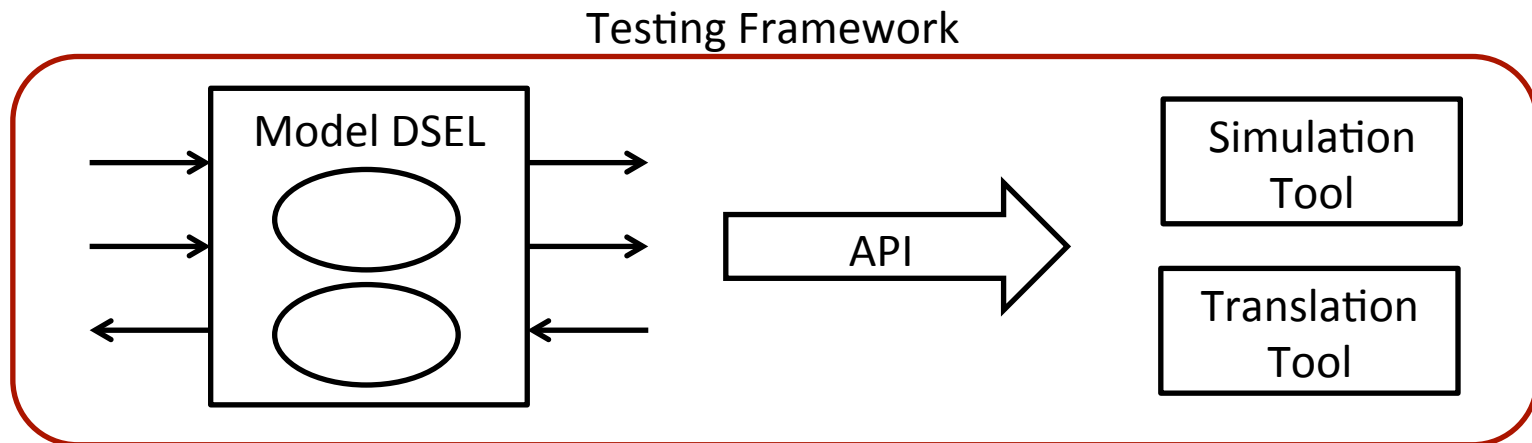 Testing Framework
Model DSEL
API
Simulation
Tool
Translation
Tool